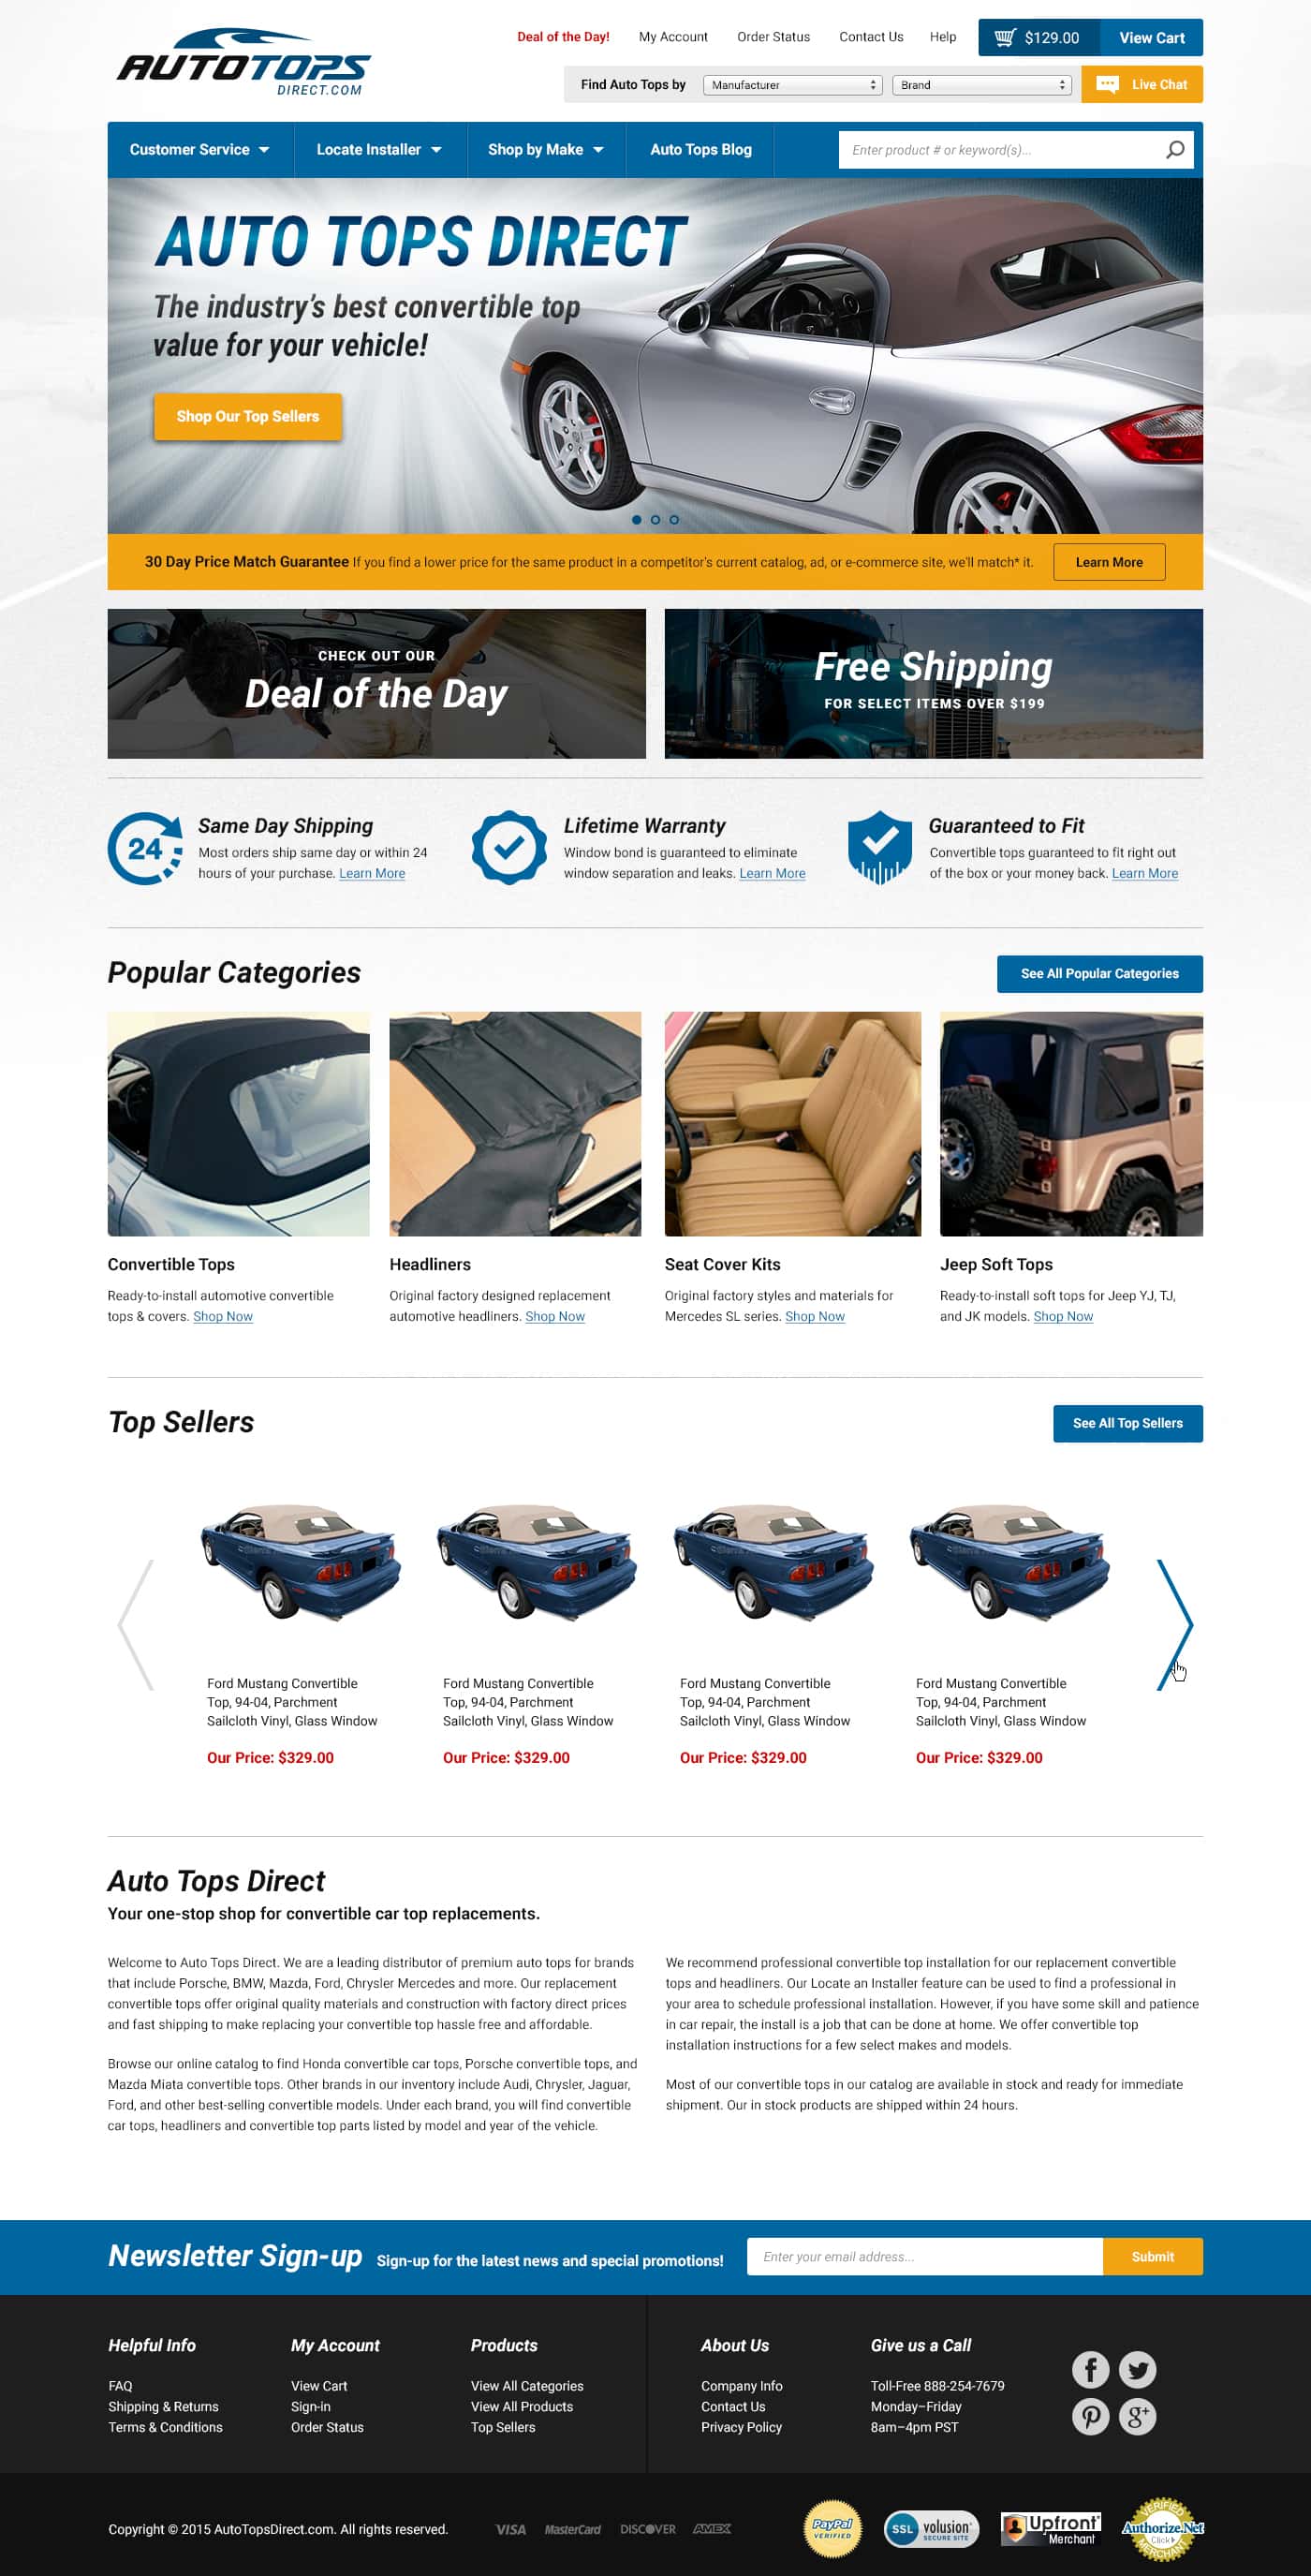 AUTOTOPS
DIRECT.COM
Deal of the Day!
My Account
Order Status
Contact Us
Help
$129.00
View Cart
Find Auto Tops by
Manufacturer
Brand
Live Chat
Customer Service
Locate Installer
Shop by Make
Auto Tops Blog
Enter product # or keyword(s)...
AUTO TOPS DIRECT
The industry's best convertible top
value for your vehicle!
Shop Our Top Sellers
30 Day Price Match Guarantee If you find a lower price for the same product in a competitor's current catalog, ad, or e-commerce site, we'll match* it.
Learn More
CHECK OUT OUR
Deal of the Day
Free Shipping
FOR SELECT ITEMS OVER $199
24
Same Day Shipping
Most orders ship same day or within 24
hours of your purchase. Learn More
Lifetime Warranty
Window bond is guaranteed to eliminate
window separation and leaks. Learn More
Guaranteed to Fit
Convertible tops guaranteed to fit right out
of the box or your money back. Learn More
Popular Categories
See All Popular Categories
Convertible Tops
Ready-to-install automotive convertible
tops & covers. Shop Now
Headliners
Original factory designed replacement
automotive headliners. Shop Now
Seat Cover Kits
Original factory styles and materials for
Mercedes SL series. Shop Now
Jeep Soft Tops
Ready-to-install soft tops for Jeep YJ, TJ,
and JK models. Shop Now
Top Sellers
See All Top Sellers
Ford Mustang Convertible
Top, 94-04, Parchment
Sailcloth Vinyl, Glass Window
Our Price: $329.00
Ford Mustang Convertible
Top, 94-04, Parchment
Sailcloth Vinyl, Glass Window
Our Price: $329.00
Ford Mustang Convertible
Top, 94-04, Parchment
Sailcloth Vinyl, Glass Window
Our Price: $329.00
Ford Mustang Convertible
Top, 94-04, Parchment
Sailcloth Vinyl, Glass Window
Our Price: $329.00
Auto Tops Direct
Your one-stop shop for convertible car top replacements.
Welcome to Auto Tops Direct. We are a leading distributor of premium auto tops for brands
that include Porsche, BMW, Mazda, Ford, Chrysler Mercedes and more. Our replacement
convertible tops offer original quality materials and construction with factory direct prices
and fast shipping to make replacing your convertible top hassle free and affordable.
Browse our online catalog to find Honda convertible car tops, Porsche convertible tops, and
Mazda Miata convertible tops. Other brands in our inventory include Audi, Chrysler, Jaguar,
Ford, and other best-selling convertible models. Under each brand, you will find convertible
car tops, headliners and convertible top parts listed by model and year of the vehicle.
We recommend professional convertible top installation for our replacement convertible
tops and headliners. Our Locate an Installer feature can be used to find a professional in
your area to schedule professional installation. However, if you have some skill and patience
in car repair, the install is a job that can be done at home. We offer convertible top
installation instructions for a few select makes and models.
Most of our convertible tops in our catalog are available in stock and ready for immediate
shipment. Our in stock products are shipped within 24 hours.
Newsletter Sign-up
Sign-up for the latest news and special promotions!
Enter your email address...
Submit
Helpful Info
FAQ
Shipping & Returns
Terms & Conditions
My Account
View Cart
Sign-in
Order Status
Products
View All Categories
View All Products
Top Sellers
About Us
Company Info
Contact Us
Privacy Policy
Give us a Call
Toll-Free 888-254-7679
Monday–Friday
8am–4pm PST
Copyright © 2015 AutoTopsDirect.com. All rights reserved.
VISA
MasterCard
DISCOVER
AMEX
PayPal
VERIFIED
SSL
volusion
SECURE SITE
Upfront
Merchant
VERIFIED
Authorize.Net
Click
MERCHANT